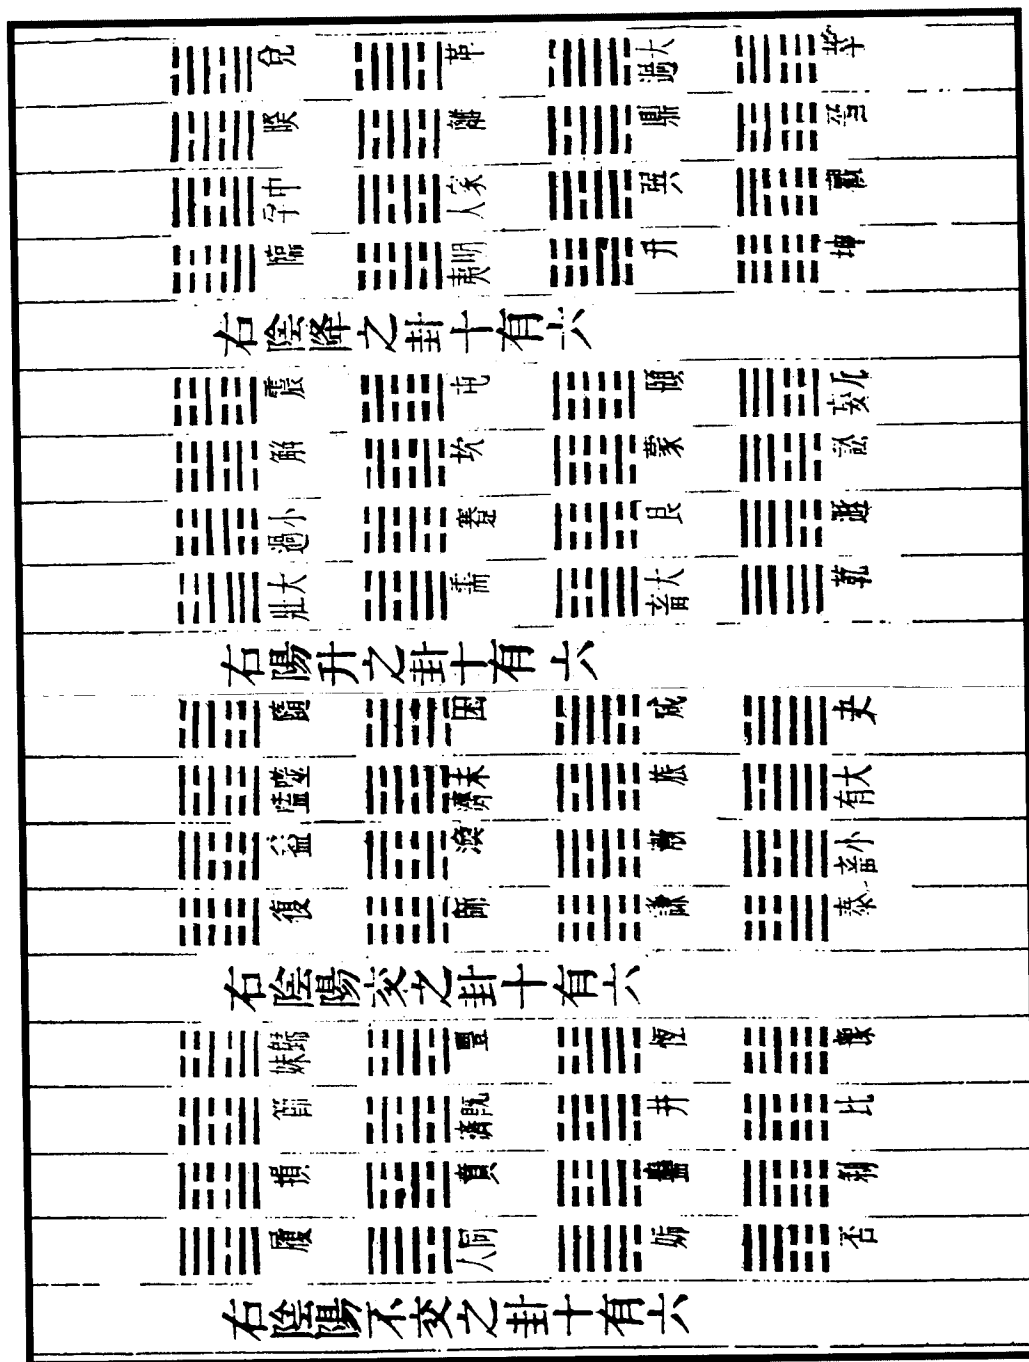 兌 革 大過 萃
睽 離 鼎 晉
中孚 家人 巽 觀
臨 明夷 升 坤
右陰降之卦十有六
震 屯 頤 无妄
解 坎 蒙 訟
小過 蹇 艮 遯
大壯 需 大畜 乾
右陽升之卦十有六
隨 困 咸 夬
噬嗑 未濟 旅 大有
益 渙 漸 小畜
復 師 謙 泰
右陰陽交之卦十有六
歸妹 豐 恆 豫
節 既濟 井 比
損 賁 蠱 剝
履 同人 姤 否
右陰陽不交之卦十有六